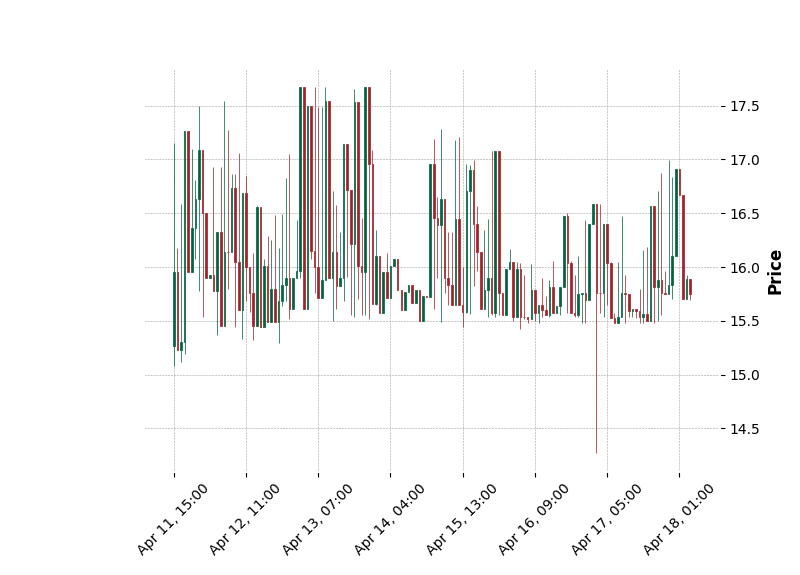 17.5
17.0
16.5
16.0
15.5
15.0
14.5
Price
Apr 11, 15:00
Apr 12, 11:00
Apr 13, 07:00
Apr 14, 04:00
Apr 15, 13:00
Apr 16, 09:00
Apr 17, 05:00
Apr 18, 01:00